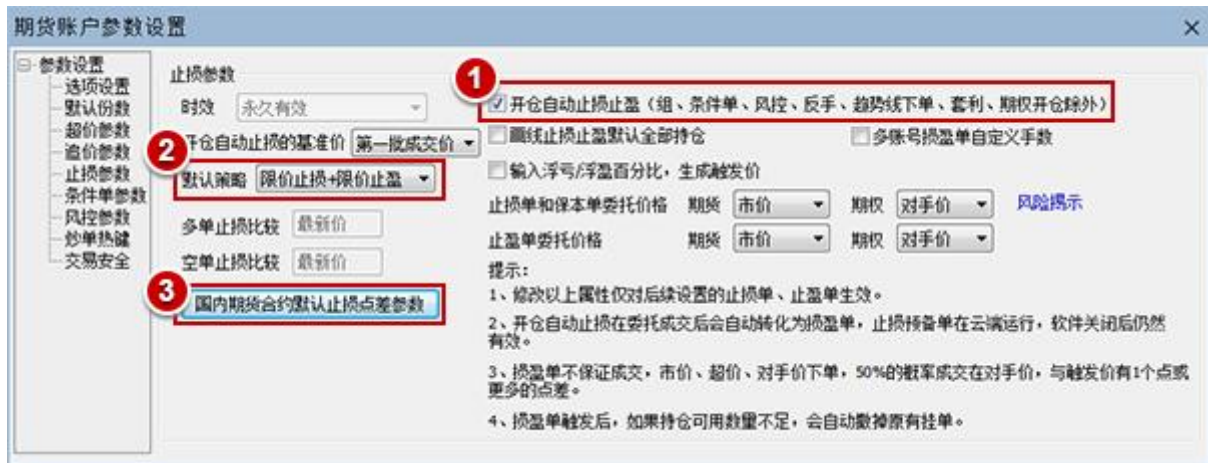 期货账户参数设置
参数设置
选项设置
默认份数
超价参数
追价参数
止损参数
条件单参数
风控参数
炒单热键
交易安全
止损参数
时效 永久有效
开仓自动止损的基准价 第一批成交价
2
默认策略 限价止损+限价止盈
多单止损比较 最新价
空单止损比较 最新价
3
国内期货合约默认止损点差参数
1
开仓自动止损止盈（组、条件单、风控、反手、趋势线下单、套利、期权开仓除外）
画线止损止盈默认全部持仓 多账号损盈单自定义手数
输入浮亏/浮盈百分比，生成触发价
止损单和保本单委托价格 期货 市价 期权 对手价 风险揭示
止盈单委托价格 期货 市价 期权 对手价
提示：
1、修改以上属性仅对后续设置的止损单、止盈单生效。
2、开仓自动止损在委托成交后会自动转化为损盈单，止损预备单在云端运行，软件关闭后仍然
有效。
3、损盈单不保证成交，市价、超价、对手价下单，50%的概率成交在对手价，与触发价有1个点或
更多的点差。
4、损盈单触发后，如果持仓可用数量不足，会自动撤掉原有挂单。